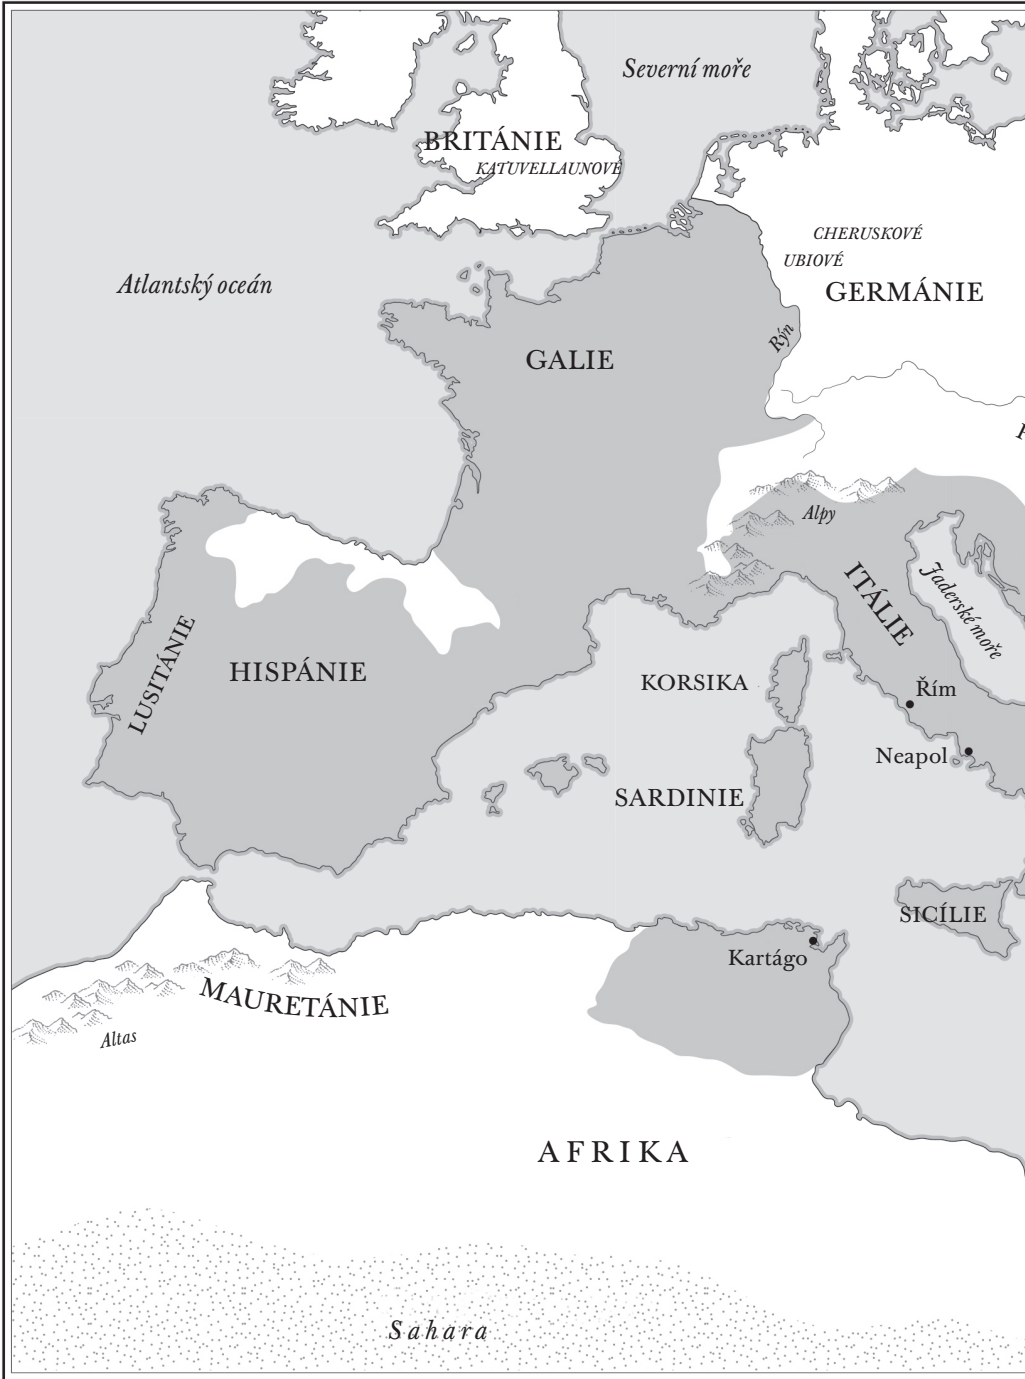 Severní moře
BRITÁNIE
KATUVELLAUNOVÉ
CHERUSKOVÉ
UBIOVÉ
Atlantský oceán
GERMÁNIE
Rýn
GALIE
Alpy
ITÁLIE
Jaderské moře
LUSITÁNIE
HISPÁNIE
KORSIKA
Řím
Neapol
SARDINIE
SICÍLIE
Kartágo
MAURETÁNIE
Altas
AFRIKA
Sahara